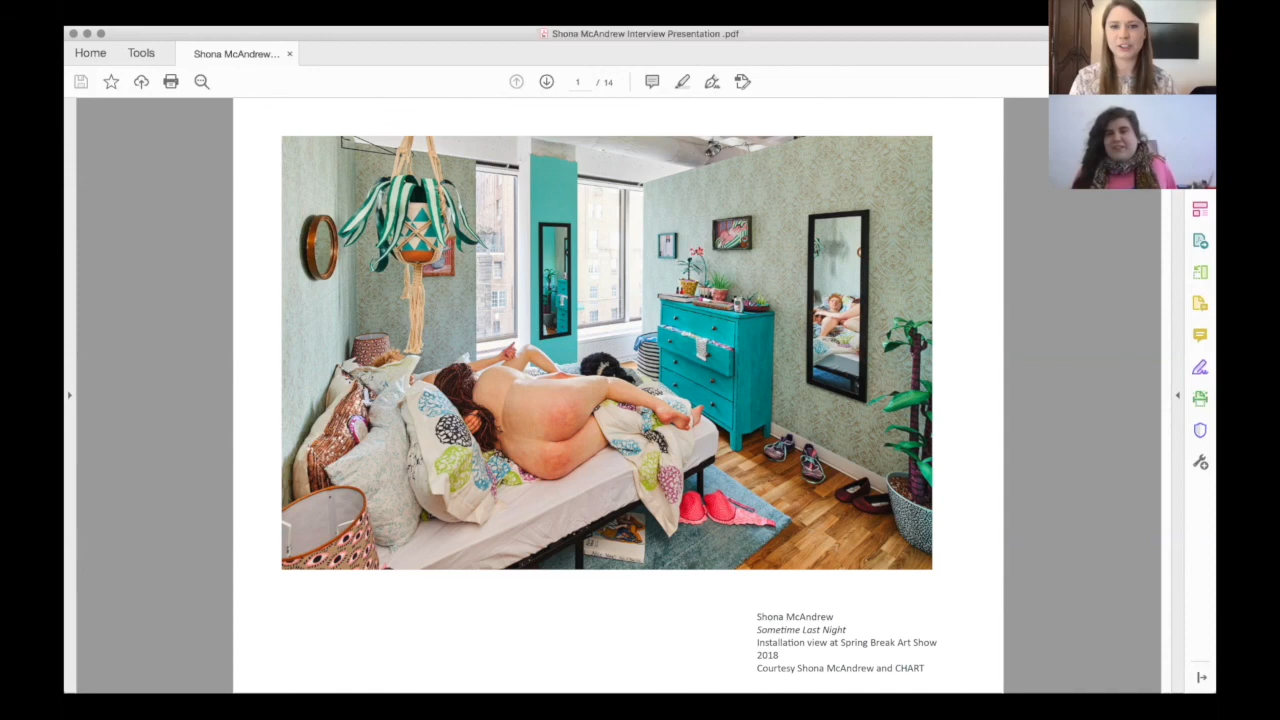 Shona McAndrew Interview Presentation .pdf
Home
Tools
Shona McAndrew...
×
1 / 14
Shona McAndrew
Sometime Last Night
Installation view at Spring Break Art Show
2018
Courtesy Shona McAndrew and CHART